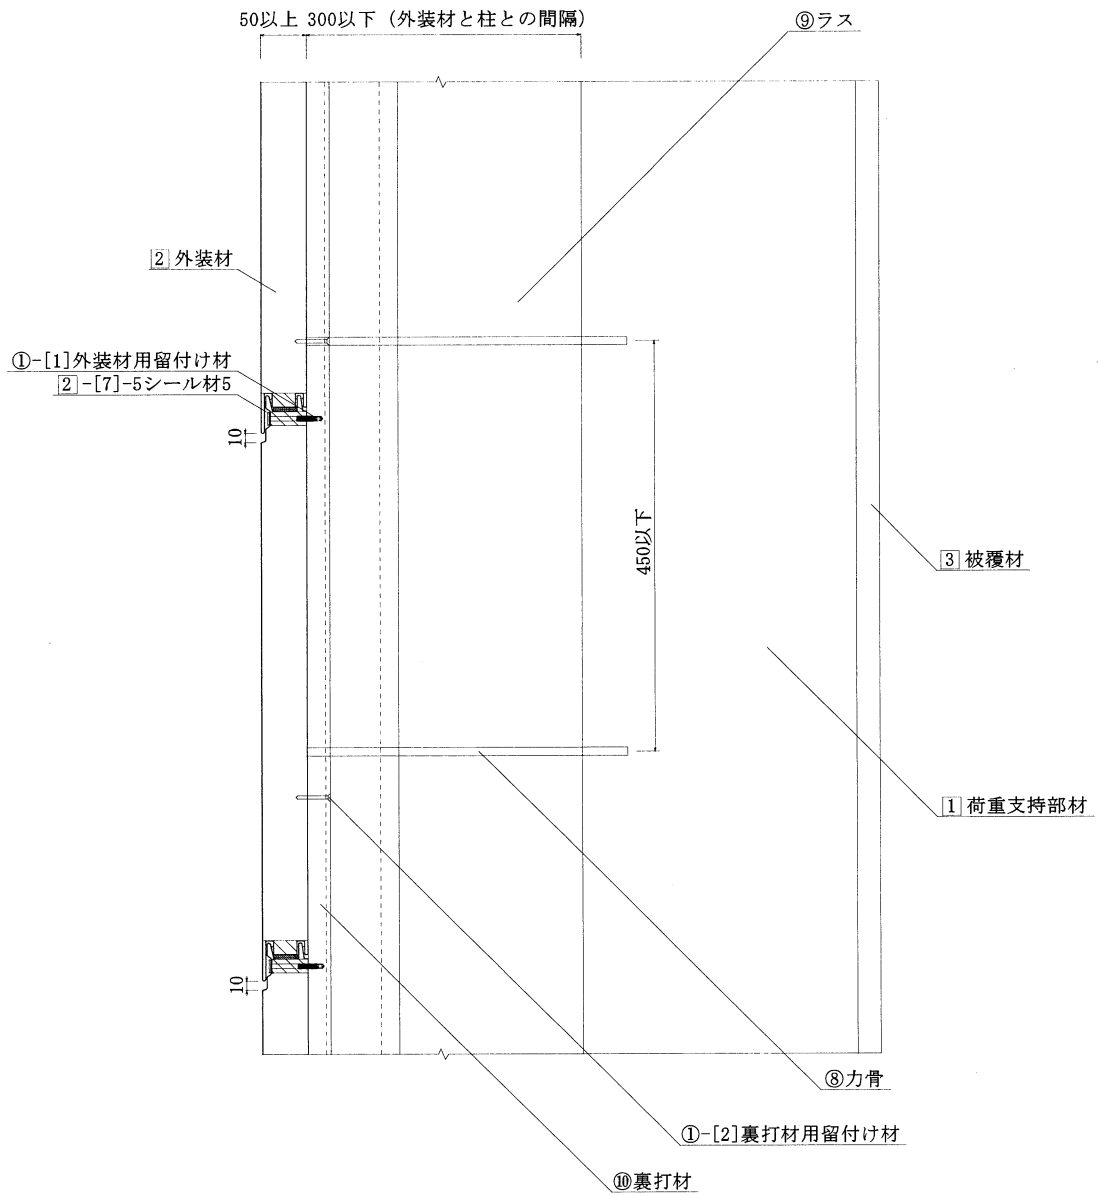 50以上 300以下（外装材と柱との間隔）
⑨ラス
2 外装材
①-[1]外装材用留付け材
2-[7]-5シール材5
10
450以下
3 被覆材
1 荷重支持部材
10
⑧力骨
①-[2]裏打材用留付け材
⑩裏打材